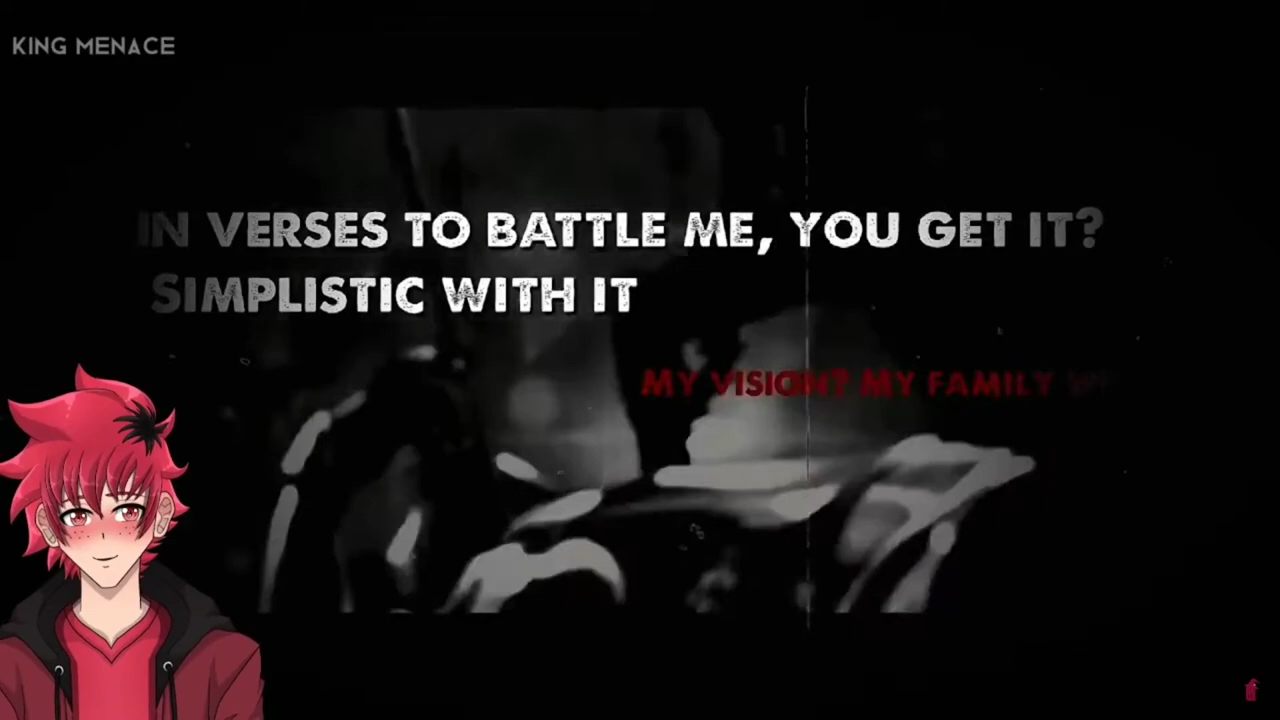 KING MENACE
IN VERSES TO BATTLE ME, YOU GET IT?
SIMPLISTIC WITH IT
MY VISION? MY FAMILY